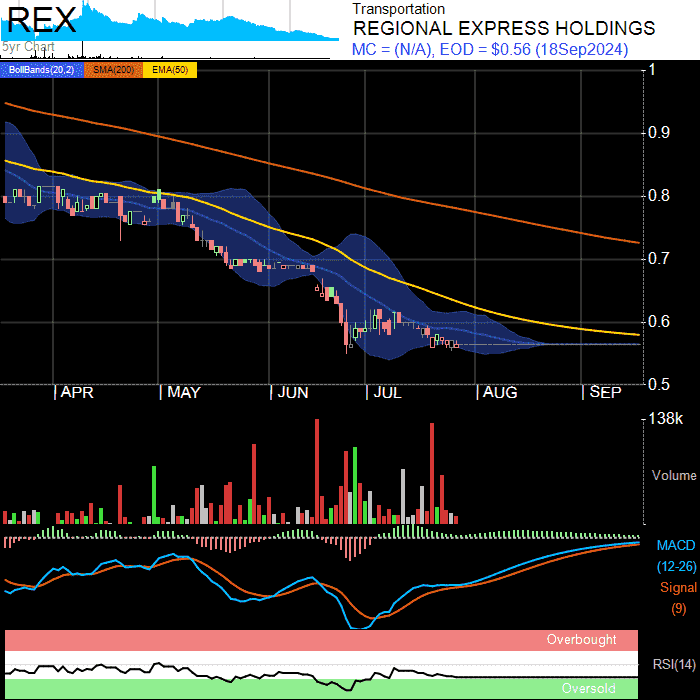 REX
5yr Chart
Transportation
REGIONAL EXPRESS HOLDINGS
MC = (N/A), EOD = $0.56 (18Sep2024)
BollBands(20,2) SMA(200) EMA(50)
1
0.9
0.8
0.7
0.6
0.5
APR MAY JUN JUL AUG SEP
138k
Volume
MACD
(12-26)
Signal
(9)
Overbought
RSI(14)
Oversold